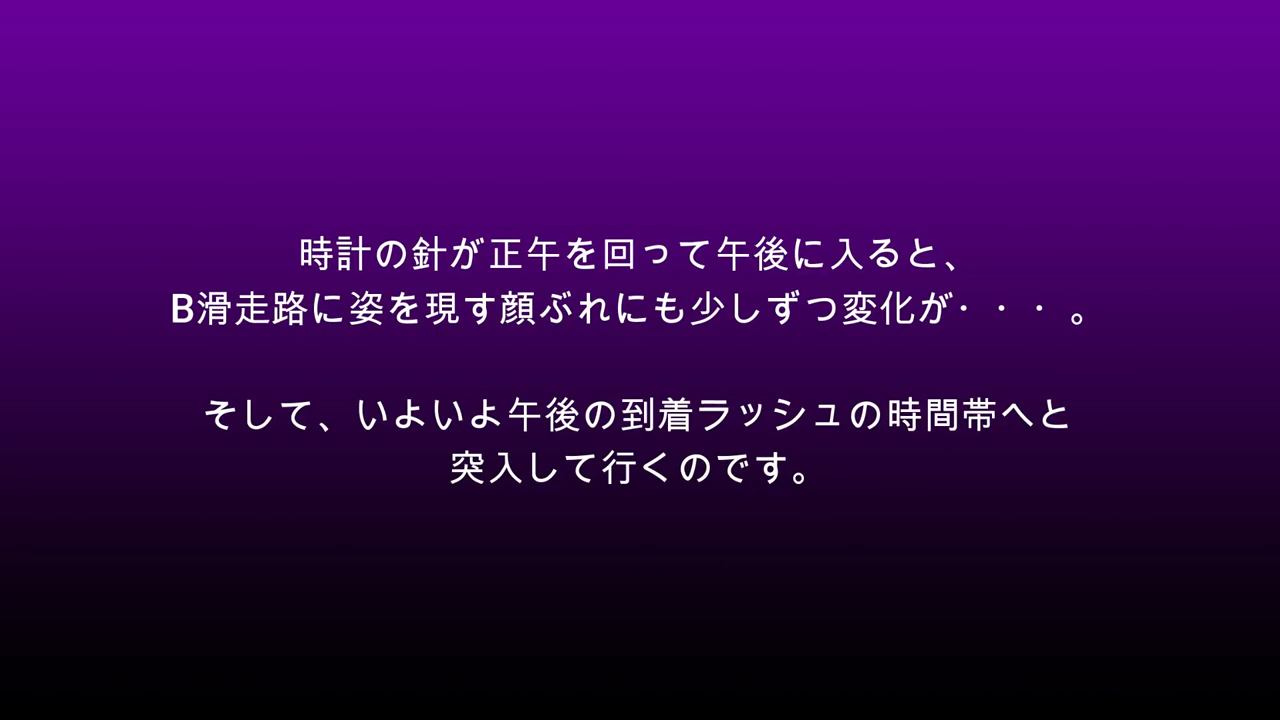 時計の針が正午を回って午後に入ると、
B滑走路に姿を現す顔ぶれにも少しずつ変化が・・・。
そして、いよいよ午後の到着ラッシュの時間帯へと
突入して行くのです。